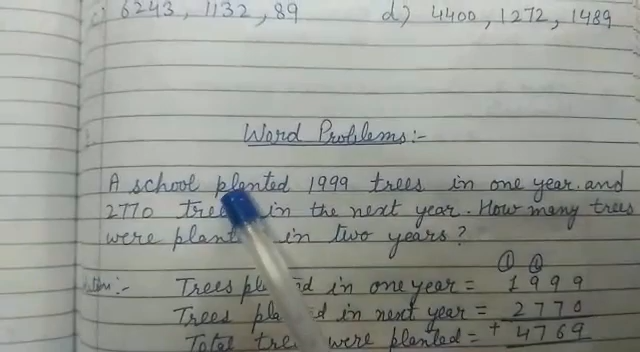 c) 6243, 1132, 89 d) 4400, 1272, 1489
Word Problems:-
A school planted 1999 trees in one year. and
2770 in the next year. How many trees
were in two years?
:- Trees in one year = 1999
Trees in next year = 2770
Total were planted = + 4769
① ①